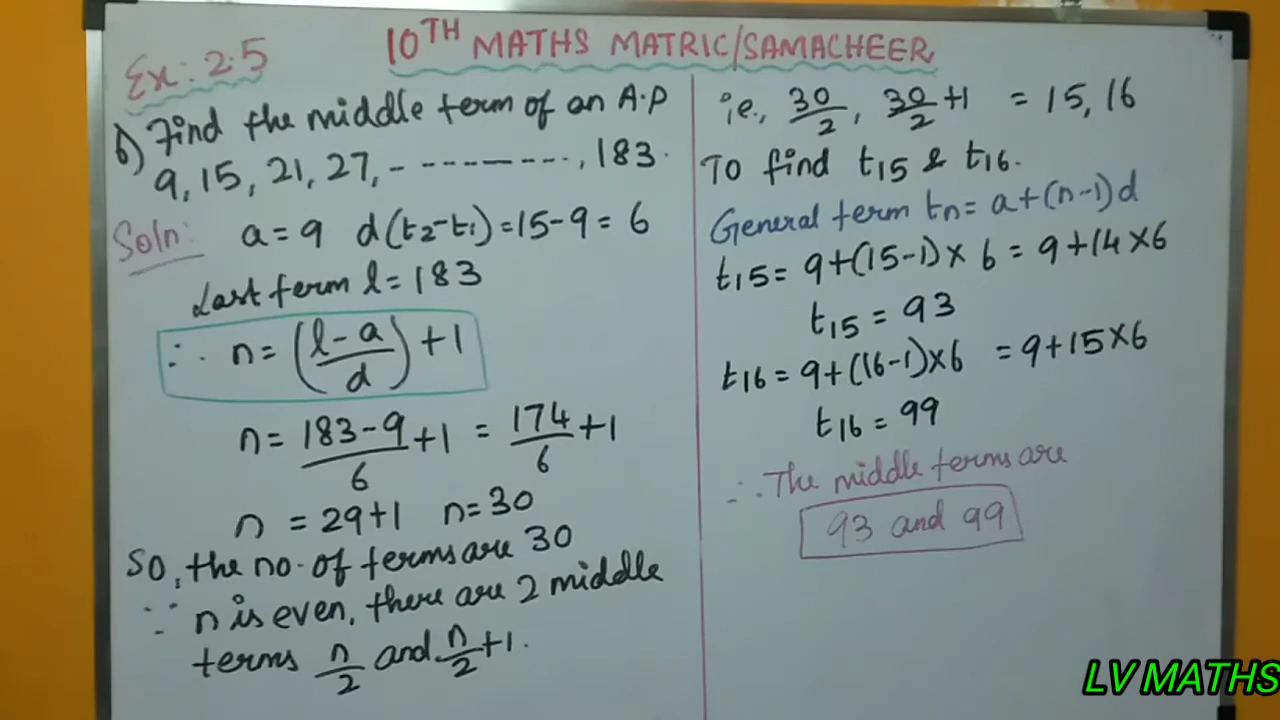 10TH MATHS MATRIC/SAMACHEER
Ex: 2.5
6) Find the middle term of an A.P
9, 15, 21, 27, - - - - - - - - -, 183.
Soln: a = 9 d(t2-t1) = 15-9 = 6
Last term l = 183
∴ n = ((l-a)/d) + 1
n = (183-9)/6 + 1 = 174/6 + 1
n = 29+1 n = 30
So, the no. of terms are 30
∵ n is even, there are 2 middle
terms n/2 and n/2 + 1.
i.e., 30/2, 30/2 + 1 = 15, 16
To find t15 & t16.
General term tn = a+(n-1)d
t15 = 9+(15-1)×6 = 9+14×6
t15 = 93
t16 = 9+(16-1)×6 = 9+15×6
t16 = 99
∴ The middle terms are
93 and 99
LV MATHS